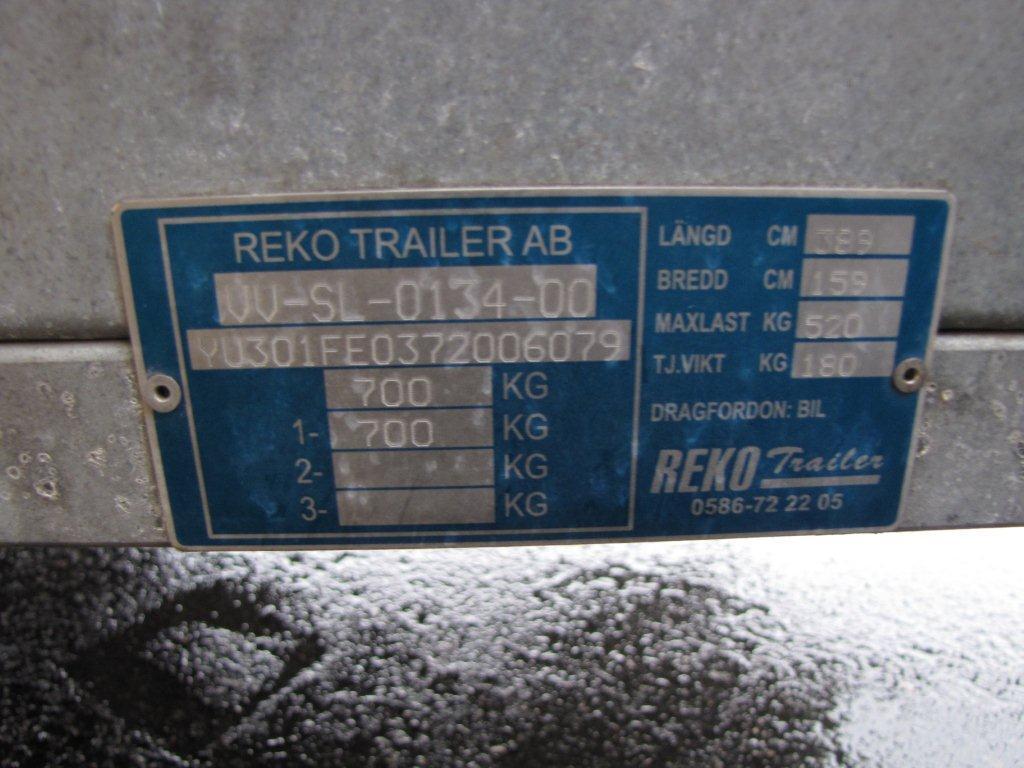 REKO TRAILER AB
VV-SL-0134-00
YU301FE0372006079
700 KG
1- 700 KG
2- KG
3- KG
LÄNGD CM 389
BREDD CM 159
MAXLAST KG 520
TJ.VIKT KG 180
DRAGFORDON: BIL
REKO Trailer
0586-72 22 05